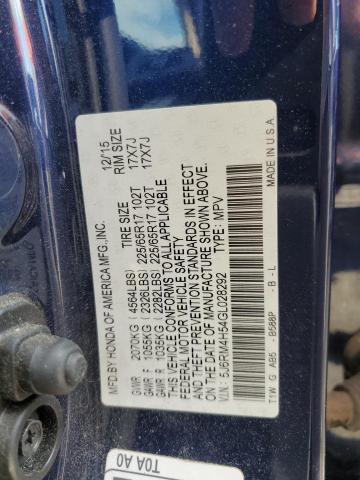 MFD.BY HONDA OF AMERICA MFG.,INC. 12/15
TIRE SIZE RIM SIZE
GVWR 2070KG (4564LBS)
GAWR F 1055KG (2326LBS) 225/65R17 102T 17X7J
GAWR R 1035KG (2282LBS) 225/65R17 102T 17X7J
THIS VEHICLE CONFORMS TO ALL APPLICABLE
FEDERAL MOTOR VEHICLE SAFETY, BUMPER, AND
THEFT PREVENTION STANDARDS IN EFFECT
ON THE DATE OF MANUFACTURE SHOWN ABOVE.
V.I.N.: 5J6RM4H54GL028292 TYPE: MPV
T1W G AB5 - B588P - B - L MADE IN U.S.A.
T0A A0